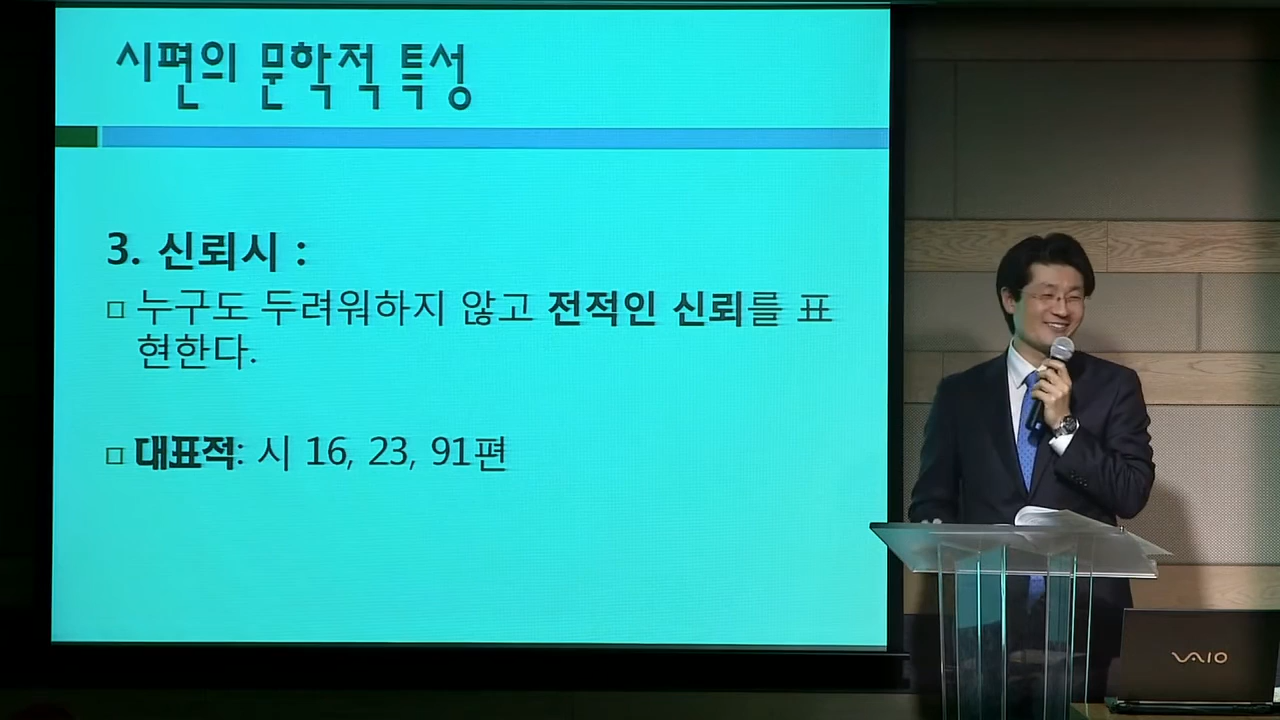 시편의 문학적 특성
3. 신뢰시 :
누구도 두려워하지 않고 전적인 신뢰를 표
현한다.
대표적: 시 16, 23, 91편
VAIO